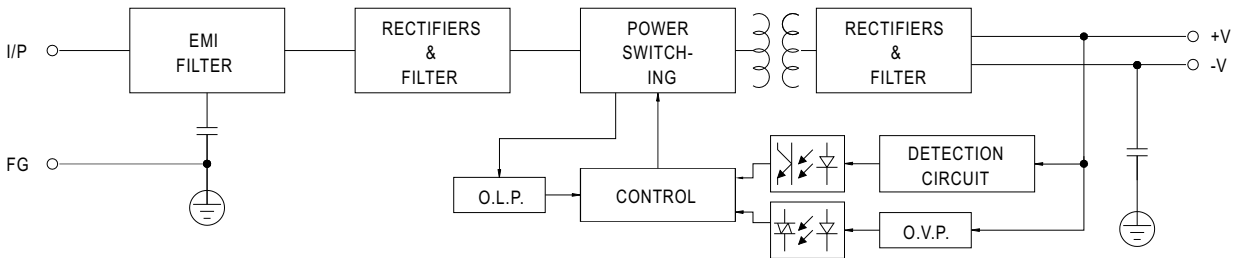 I/P
EMI
FILTER
RECTIFIERS
&
FILTER
POWER
SWITCH-
ING
RECTIFIERS
&
FILTER
+V
-V
FG
O.L.P.
CONTROL
DETECTION
CIRCUIT
O.V.P.